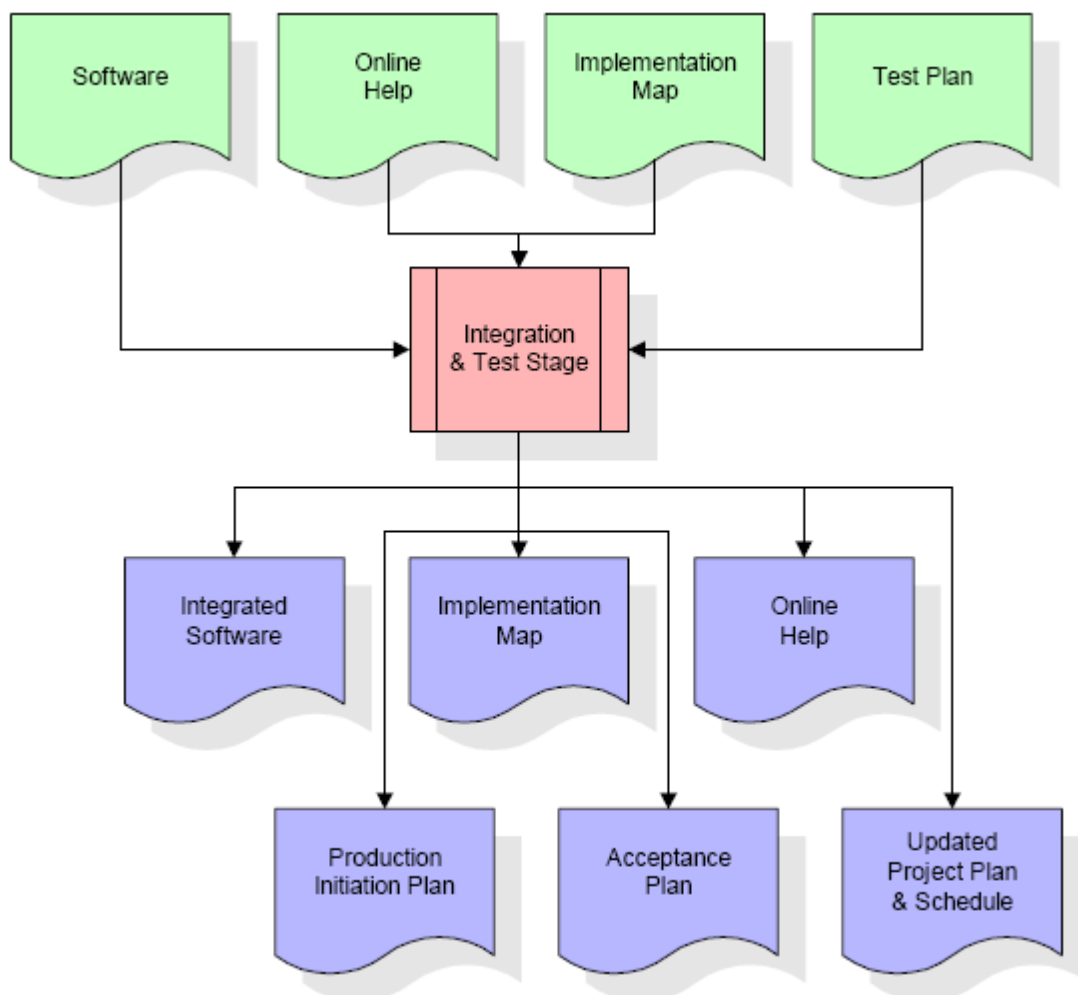 Software
Online
Help
Implementation
Map
Test Plan
Integration
& Test Stage
Integrated
Software
Implementation
Map
Online
Help
Production
Initiation Plan
Acceptance
Plan
Updated
Project Plan
& Schedule